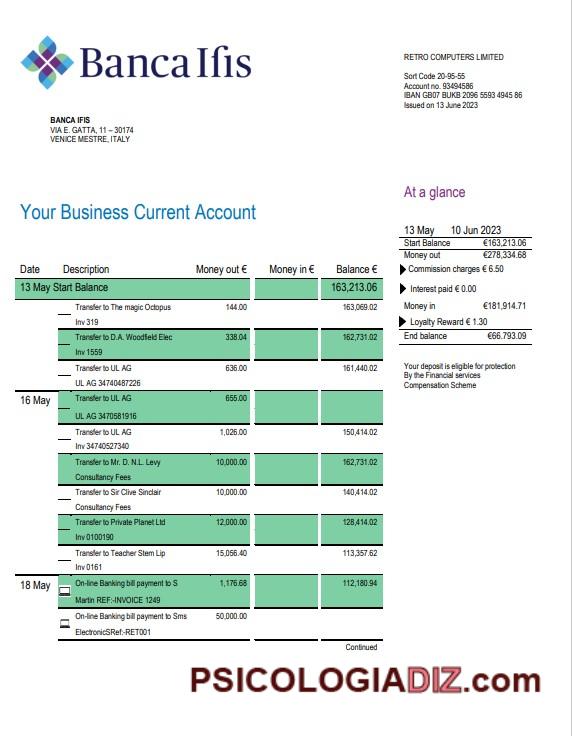 Banca Ifis
RETRO COMPUTERS LIMITED
Sort Code 20-95-55
Account no. 93494586
IBAN GB07 BUKB 2096 5593 4945 86
Issued on 13 June 2023
BANCA IFIS
VIA E. GATTA, 11 – 30174
VENICE MESTRE, ITALY
At a glance
13 May 10 Jun 2023
Start Balance €163,213.06
Money out €278,334.68
Commission charges € 6.50
Interest paid € 0.00
Money in €181,914.71
Loyalty Reward € 1.30
End balance €66.793.09
Your deposit is eligible for protection
By the Financial services
Compensation Scheme
Your Business Current Account
Date Description Money out € Money in € Balance €
13 May Start Balance 163,213.06
Transfer to The magic Octopus 144.00 163,069.02
Inv 319
Transfer to D.A. Woodfield Elec 338.04 162,731.02
Inv 1559
Transfer to UL AG 636.00 161,440.02
UL AG 34740487226
16 May Transfer to UL AG 655.00
UL AG 3470581916
Transfer to UL AG 1,026.00 150,414.02
Inv 34740527340
Transfer to Mr. D. N.L. Levy 10,000.00 162,731.02
Consultancy Fees
Transfer to Sir Clive Sinclair 10,000.00 140,414.02
Consultancy Fees
Transfer to Private Planet Ltd 12,000.00 128,414.02
Inv 0100190
Transfer to Teacher Stem Lip 15,056.40 113,357.62
Inv 0161
18 May On-line Banking bill payment to S 1,176.68 112,180.94
Martin REF:-INVOICE 1249
On-line Banking bill payment to Sms 50,000.00
ElectronicSRef:-RET001
Continued
PSICOLOGIADIZ.com